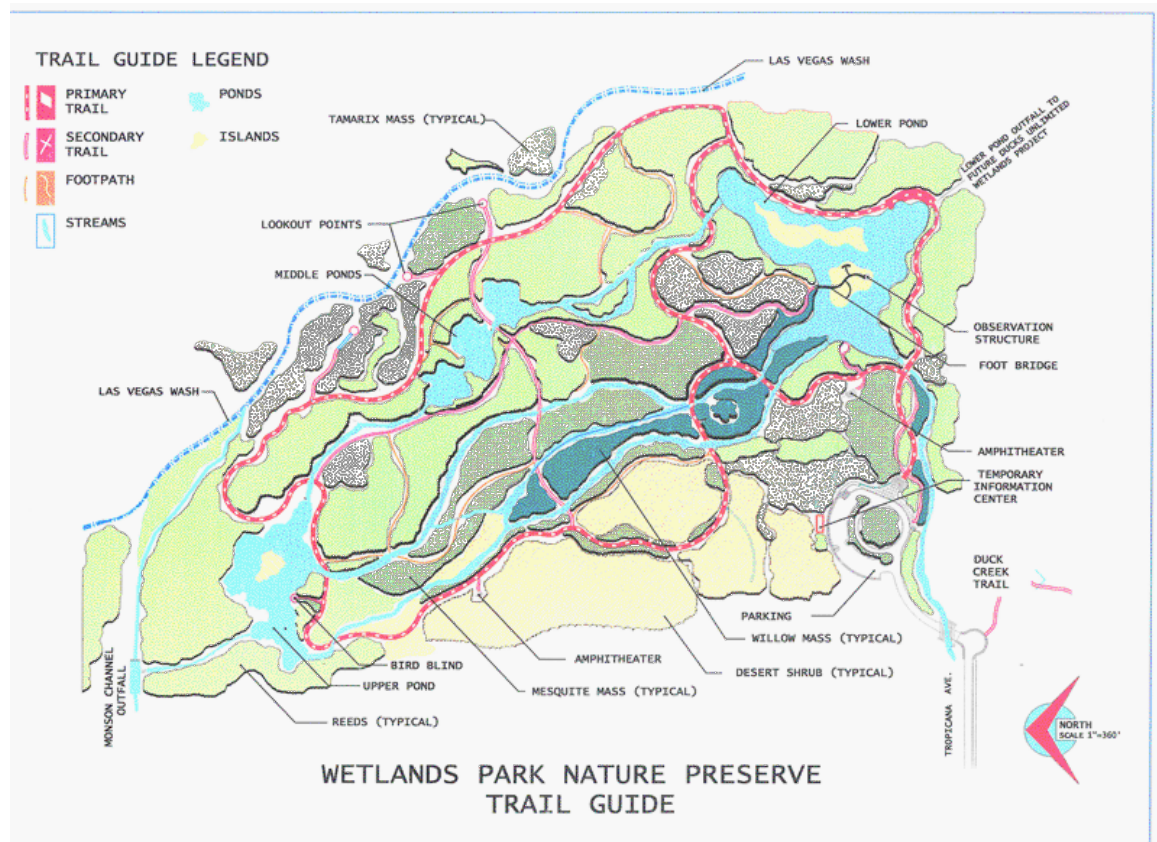 TRAIL GUIDE LEGEND
PRIMARY
TRAIL
PONDS
SECONDARY
TRAIL
ISLANDS
FOOTPATH
STREAMS
LAS VEGAS WASH
TAMARIX MASS (TYPICAL)
LOWER POND
LOWER POND OUTFALL TO
FUTURE DUCKS UNLIMITED
WETLANDS PROJECT
LOOKOUT POINTS
MIDDLE PONDS
OBSERVATION
STRUCTURE
FOOT BRIDGE
LAS VEGAS WASH
AMPHITHEATER
TEMPORARY
INFORMATION
CENTER
DUCK
CREEK
TRAIL
PARKING
WILLOW MASS (TYPICAL)
AMPHITHEATER
BIRD BLIND
DESERT SHRUB (TYPICAL)
UPPER POND
MESQUITE MASS (TYPICAL)
REEDS (TYPICAL)
MONSON CHANNEL
OUTFALL
TROPICANA AVE.
NORTH
SCALE 1"=360'
WETLANDS PARK NATURE PRESERVE
TRAIL GUIDE